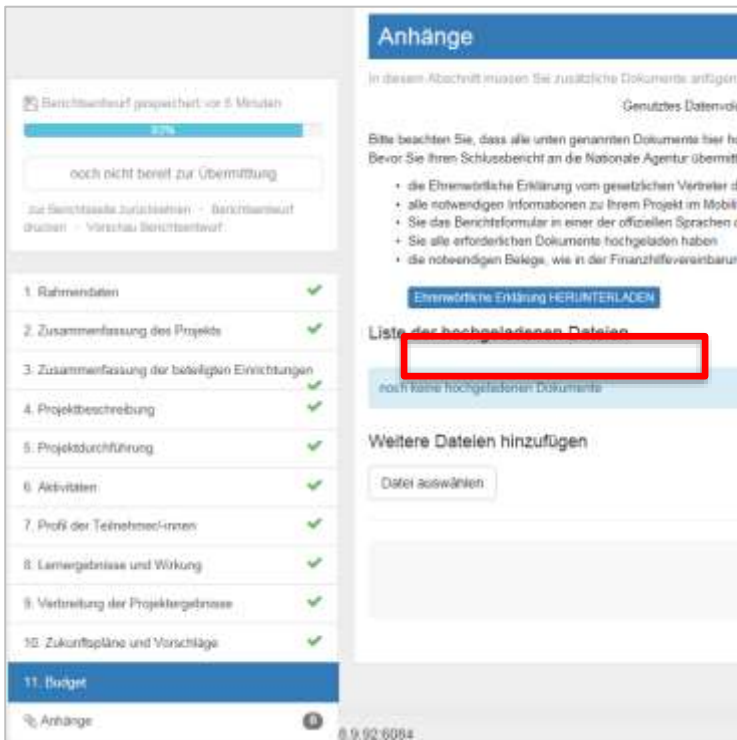 Berichtsentwurf gespeichert vor 6 Minuten
93%
noch nicht bereit zur Übermittlung
zur Berichtsseite zurückkehren - Berichtsentwurf
drucken - Vorschau Berichtsentwurf
1. Rahmendaten
2. Zusammenfassung des Projekts
3. Zusammenfassung der beteiligten Einrichtungen
4. Projektbeschreibung
5. Projektdurchführung
6. Aktivitäten
7. Profil der Teilnehmer/-innen
8. Lernergebnisse und Wirkung
9. Verbreitung der Projektergebnisse
10. Zukunftspläne und Vorschläge
11. Budget
Anhänge 0
Anhänge
In diesem Abschnitt müssen Sie zusätzliche Dokumente anfügen
Genutztes Datenvol
Bitte beachten Sie, dass alle unten genannten Dokumente hier ho
Bevor Sie Ihren Schlussbericht an die Nationale Agentur übermitt
die Ehrenwörtliche Erklärung vom gesetzlichen Vertreter d
alle notwendigen Informationen zu Ihrem Projekt im Mobili
Sie das Berichtsformular in einer der offiziellen Sprachen
Sie alle erforderlichen Dokumente hochgeladen haben
die notwendigen Belege, wie in der Finanzhilfevereinbarun
Ehrenwörtliche Erklärung HERUNTERLADEN
Liste der hochgeladenen Dateien
noch keine hochgeladenen Dokumente
Weitere Dateien hinzufügen
Datei auswählen
8.9.92:6084